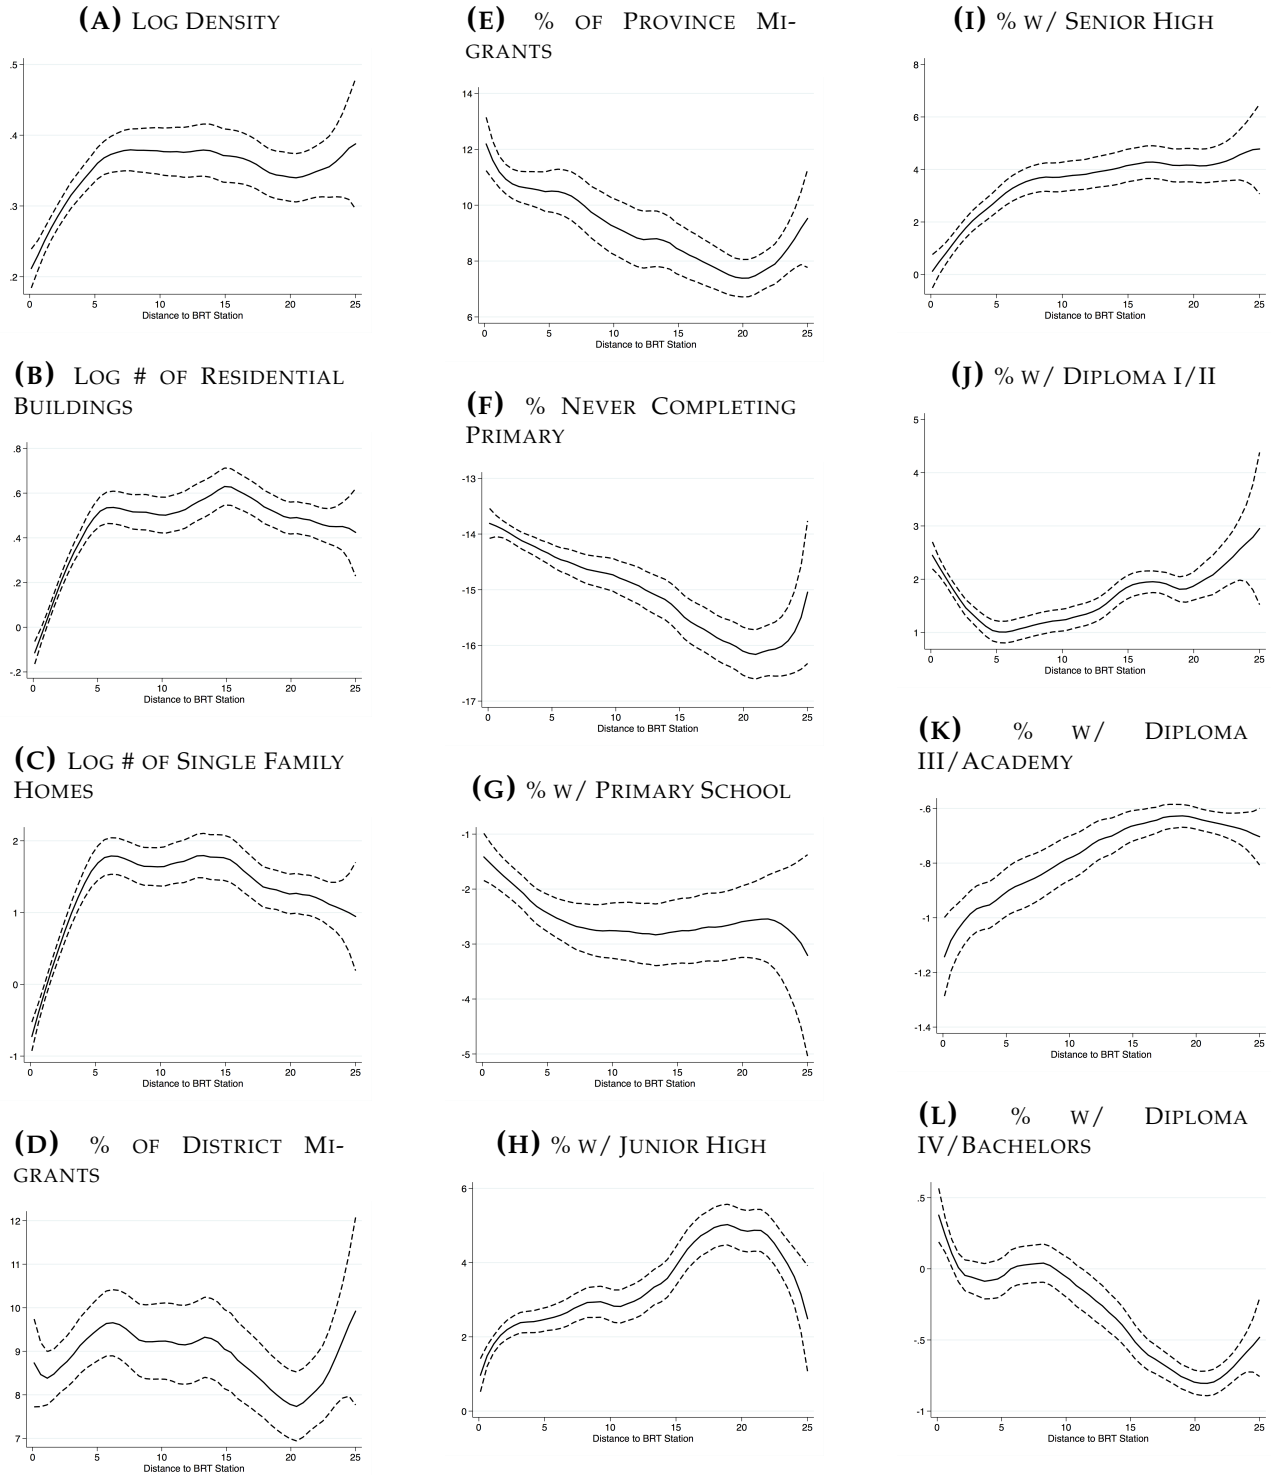 (A) LOG DENSITY
.5
.4
.3
.2
0 5 10 15 20 25
Distance to BRT Station
(B) LOG # OF RESIDENTIAL
BUILDINGS
.8
.6
.4
.2
0
-.2
0 5 10 15 20 25
Distance to BRT Station
(C) LOG # OF SINGLE FAMILY
HOMES
2
1
0
-1
0 5 10 15 20 25
Distance to BRT Station
(D) % OF DISTRICT MI-
GRANTS
12
11
10
9
8
7
0 5 10 15 20 25
Distance to BRT Station
(E) % OF PROVINCE MI-
GRANTS
14
12
10
8
6
0 5 10 15 20 25
Distance to BRT Station
(F) % NEVER COMPLETING
PRIMARY
-13
-14
-15
-16
-17
0 5 10 15 20 25
Distance to BRT Station
(G) % W/ PRIMARY SCHOOL
-1
-2
-3
-4
-5
0 5 10 15 20 25
Distance to BRT Station
(H) % W/ JUNIOR HIGH
6
4
2
0
0 5 10 15 20 25
Distance to BRT Station
(I) % W/ SENIOR HIGH
8
6
4
2
0
0 5 10 15 20 25
Distance to BRT Station
(J) % W/ DIPLOMA I/II
5
4
3
2
1
0 5 10 15 20 25
Distance to BRT Station
(K) % W/ DIPLOMA
III/ACADEMY
-.6
-.8
-1
-1.2
-1.4
0 5 10 15 20 25
Distance to BRT Station
(L) % W/ DIPLOMA
IV/BACHELORS
.5
0
-.5
-1
0 5 10 15 20 25
Distance to BRT Station